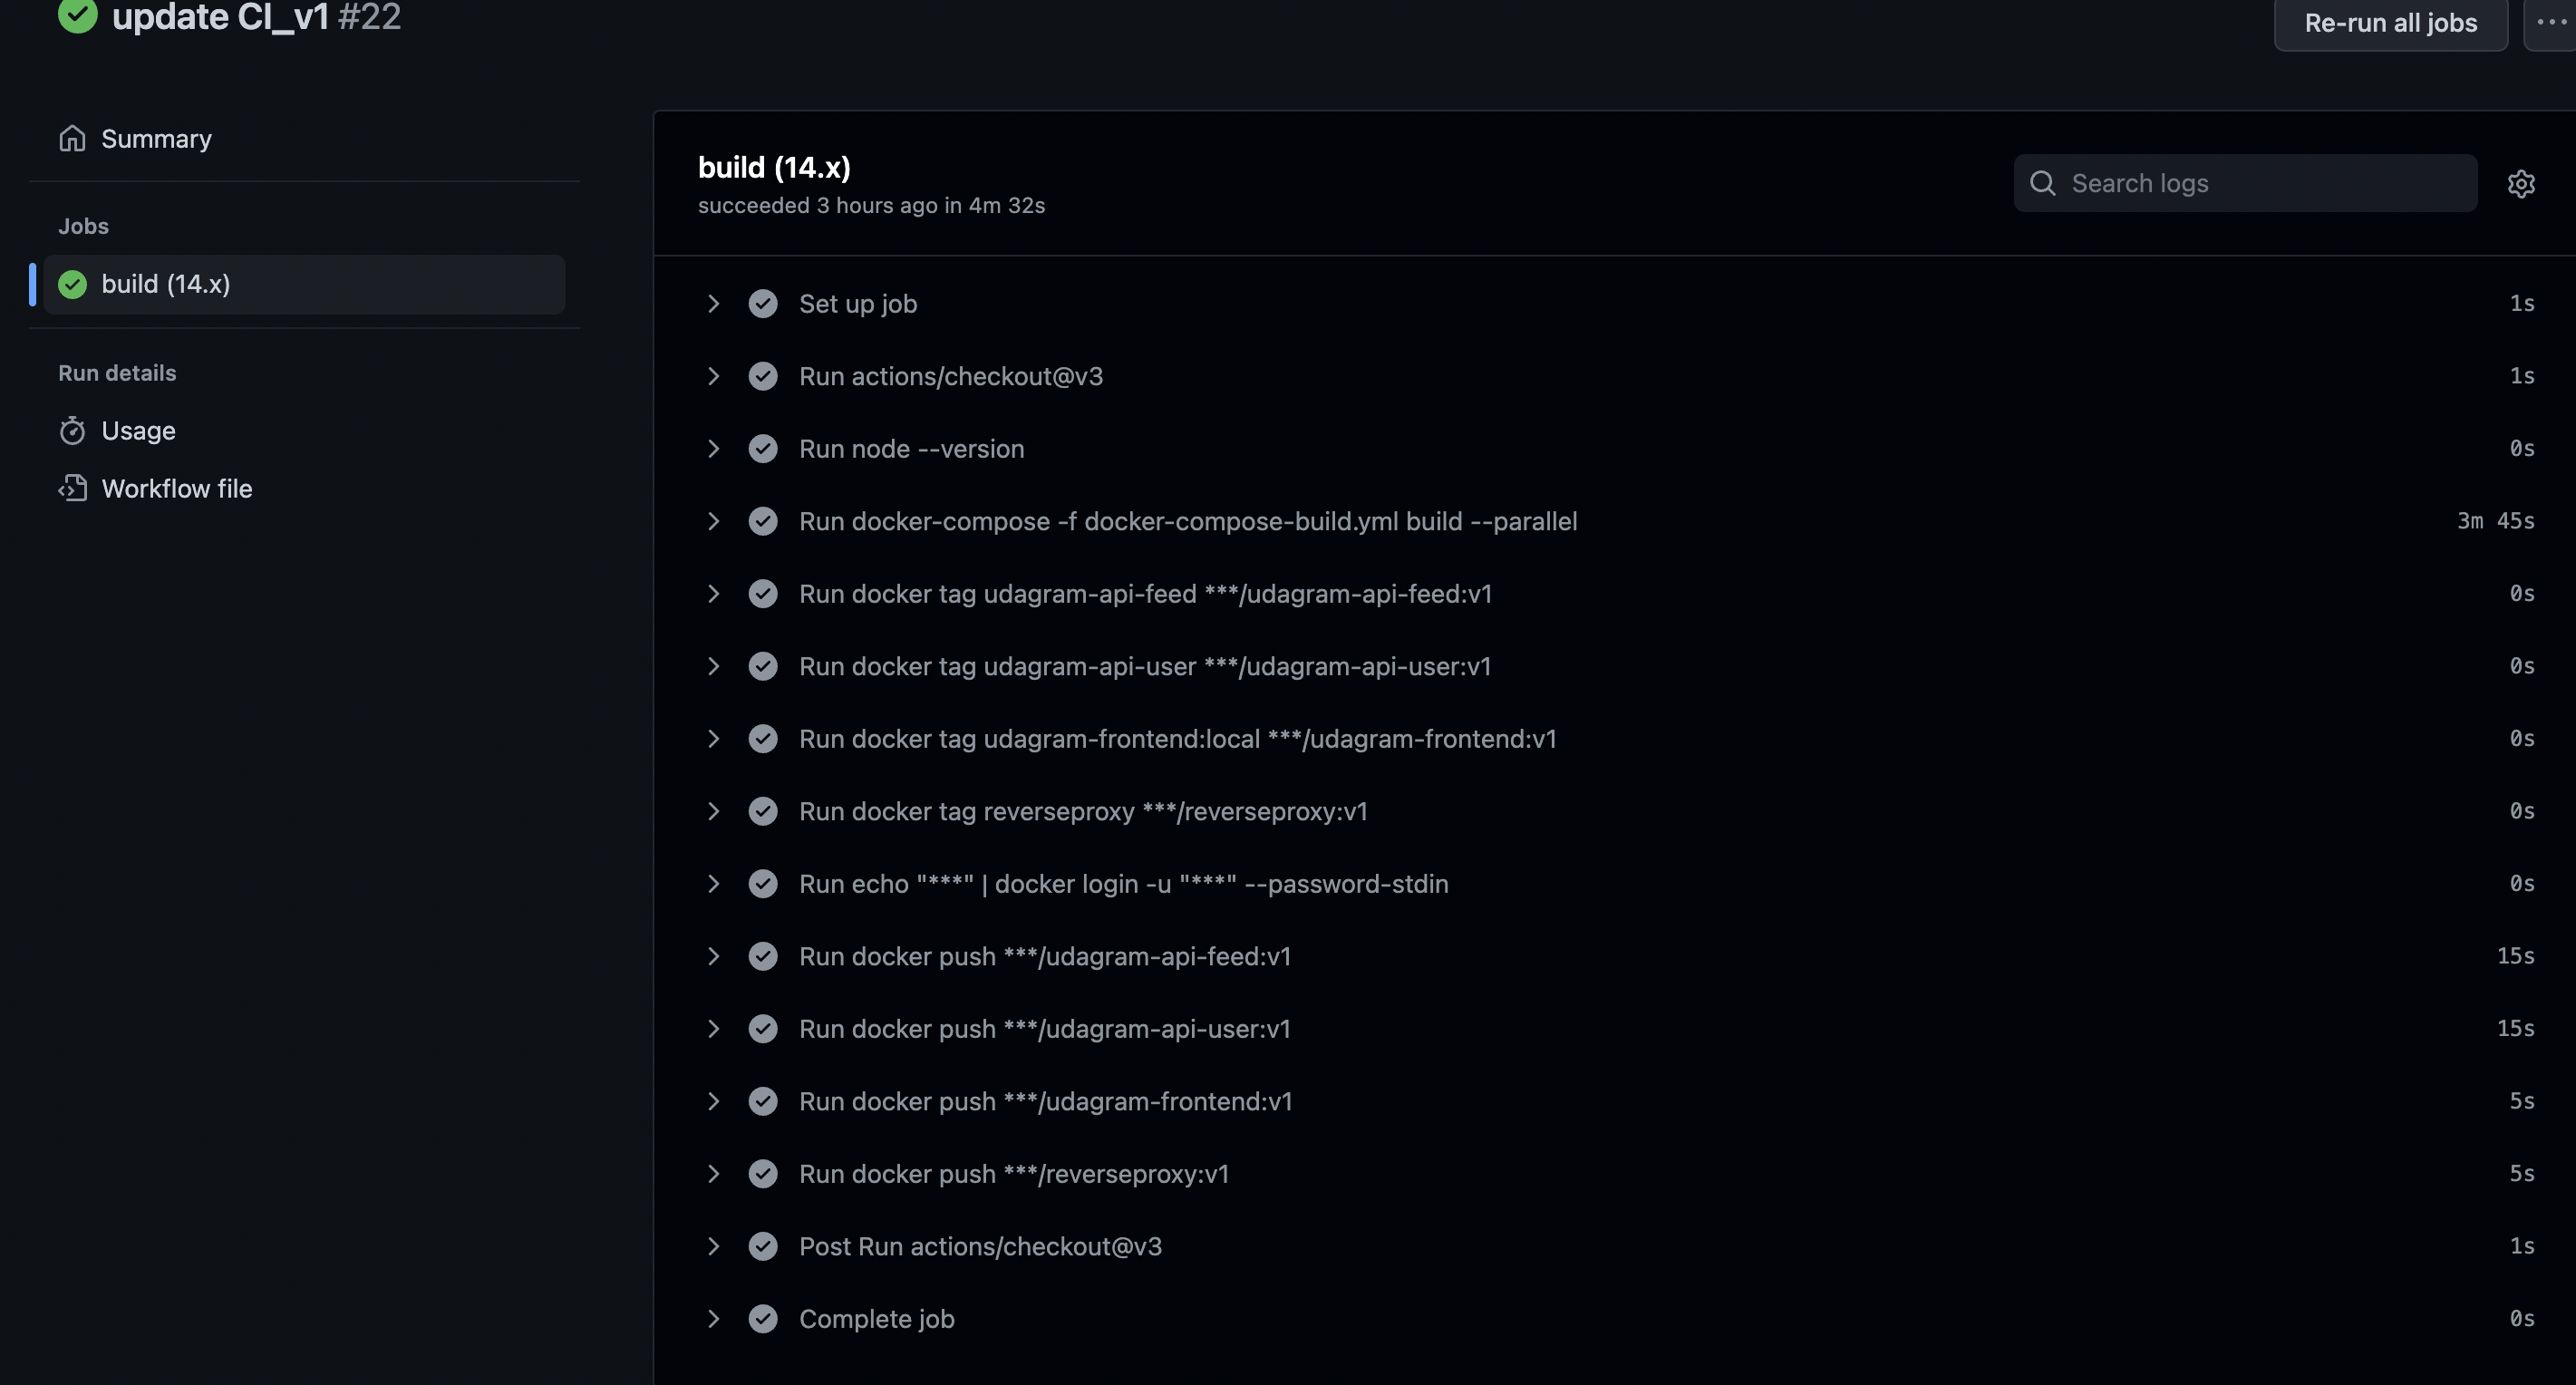 update CI_v1 #22
Re-run all jobs
Summary
Jobs
build (14.x)
Run details
Usage
Workflow file
build (14.x)
succeeded 3 hours ago in 4m 32s
Search logs
Set up job 1s
Run actions/checkout@v3 1s
Run node --version 0s
Run docker-compose -f docker-compose-build.yml build --parallel 3m 45s
Run docker tag udagram-api-feed ***/udagram-api-feed:v1 0s
Run docker tag udagram-api-user ***/udagram-api-user:v1 0s
Run docker tag udagram-frontend:local ***/udagram-frontend:v1 0s
Run docker tag reverseproxy ***/reverseproxy:v1 0s
Run echo "***" | docker login -u "***" --password-stdin 0s
Run docker push ***/udagram-api-feed:v1 15s
Run docker push ***/udagram-api-user:v1 15s
Run docker push ***/udagram-frontend:v1 5s
Run docker push ***/reverseproxy:v1 5s
Post Run actions/checkout@v3 1s
Complete job 0s